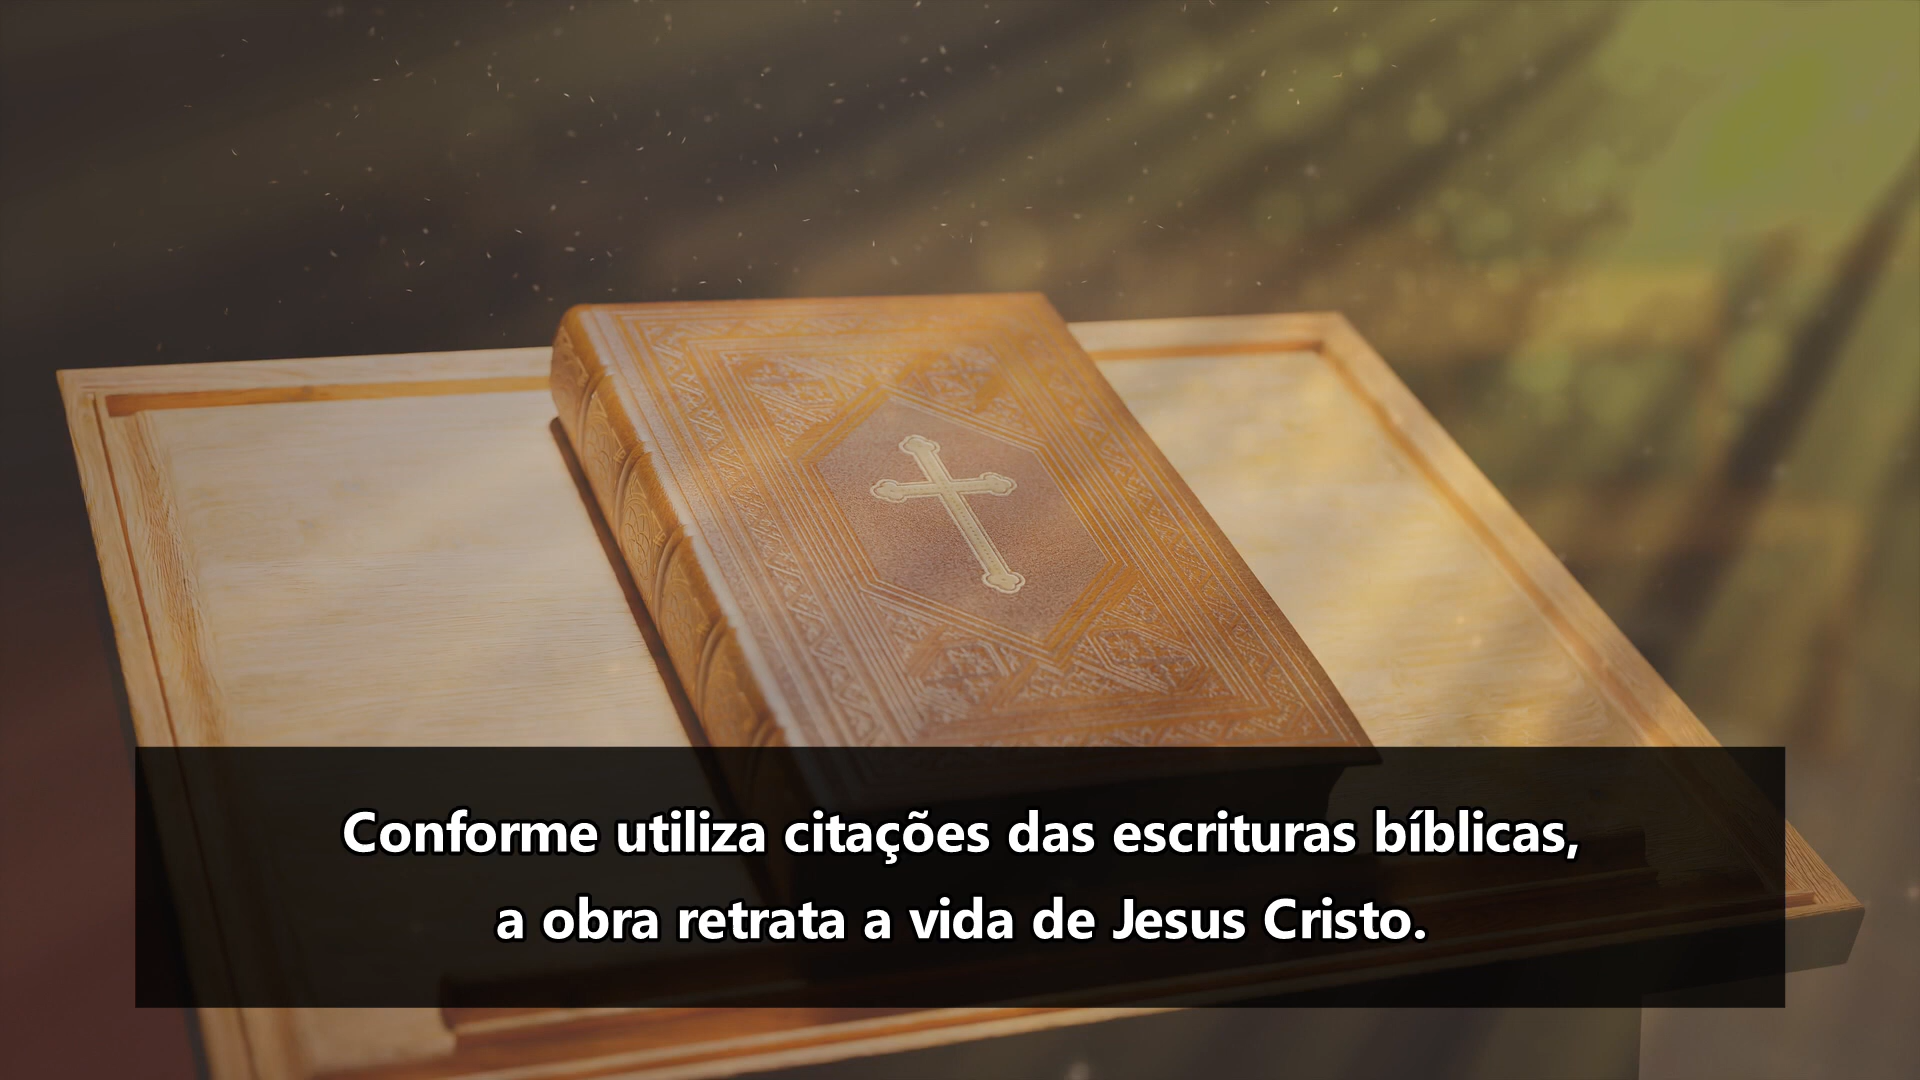 Conforme utiliza citações das escrituras bíblicas,
a obra retrata a vida de Jesus Cristo.